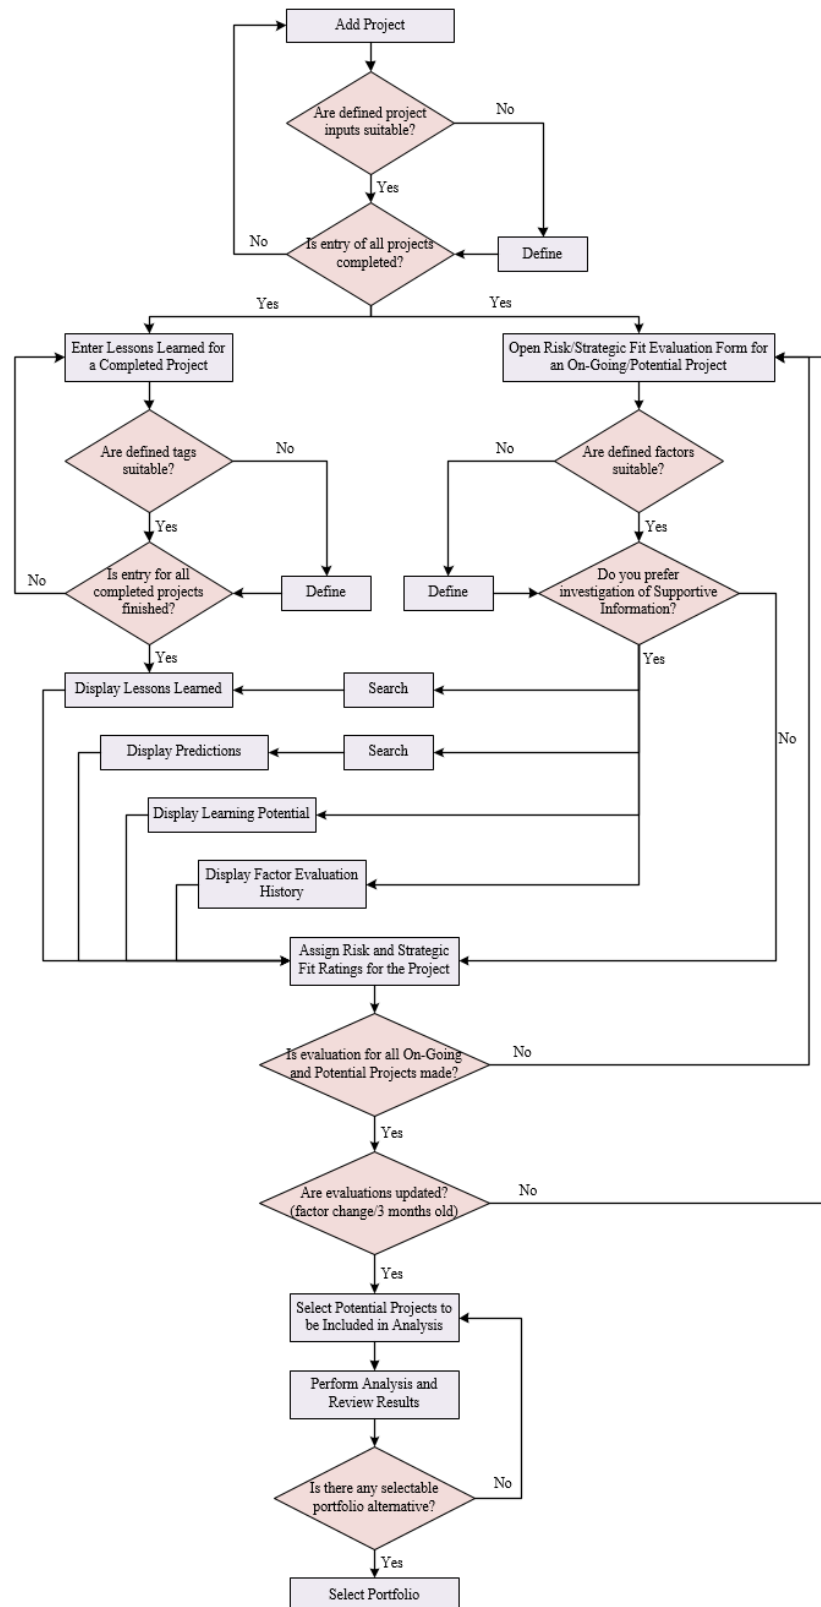 Add Project
Are defined project
inputs suitable?
No
Yes
Is entry of all projects
completed?
No
Define
Yes
Yes
Enter Lessons Learned for
a Completed Project
Open Risk/Strategic Fit Evaluation Form for
an On-Going/Potential Project
Are defined tags
suitable?
No
No
Are defined factors
suitable?
Yes
Yes
Is entry for all
completed projects
finished?
No
Define
Define
Do you prefer
investigation of Supportive
Information?
Yes
Yes
Display Lessons Learned
Search
No
Display Predictions
Search
Display Learning Potential
Display Factor Evaluation
History
Assign Risk and Strategic
Fit Ratings for the Project
Is evaluation for all On-Going
and Potential Projects made?
No
Yes
Are evaluations updated?
(factor change/3 months old)
No
Yes
Select Potential Projects to
be Included in Analysis
Perform Analysis and
Review Results
Is there any selectable
portfolio alternative?
No
Yes
Select Portfolio